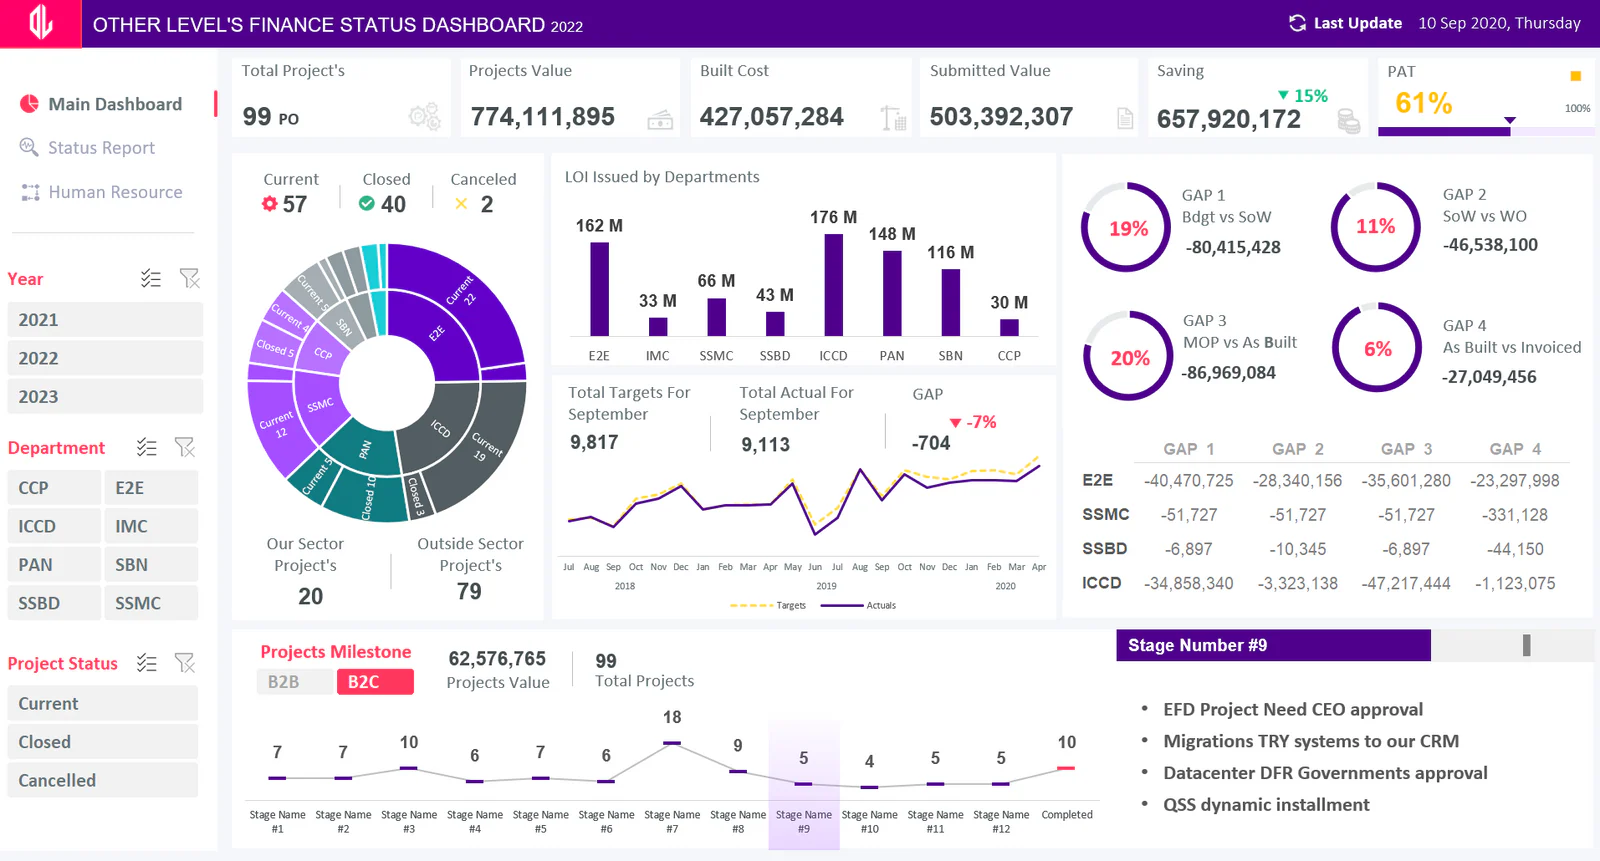 OTHER LEVEL'S FINANCE STATUS DASHBOARD 2022
Last Update 10 Sep 2020, Thursday
Main Dashboard
Status Report
Human Resource
Year
2021
2022
2023
Department
CCP E2E
ICCD IMC
PAN SBN
SSBD SSMC
Project Status
Current
Closed
Cancelled
Total Project's
99 PO
Projects Value
774,111,895
Built Cost
427,057,284
Submitted Value
503,392,307
Saving
15%
657,920,172
PAT
61%
100%
Current
57
Closed
40
Canceled
2
E2E
Current
22
ICCD
Current
19
Closed 3
PAN
Closed 10
Current 5
SSMC
Current
12
CCP
Closed 5
Current 4
SBN
Current 5
Our Sector
Project's
20
Outside Sector
Project's
79
LOI Issued by Departments
162 M 33 M 66 M 43 M 176 M 148 M 116 M 30 M
E2E IMC SSMC SSBD ICCD PAN SBN CCP
Total Targets For
September
9,817
Total Actual For
September
9,113
GAP
-7%
-704
Jul Aug Sep Oct Nov Dec Jan Feb Mar Apr May Jun Jul Aug Sep Oct Nov Dec Jan Feb Mar Apr
2018 2019 2020
Targets Actuals
19%
GAP 1
Bdgt vs SoW
-80,415,428
11%
GAP 2
SoW vs WO
-46,538,100
20%
GAP 3
MOP vs As Built
-86,969,084
6%
GAP 4
As Built vs Invoiced
-27,049,456
GAP 1 GAP 2 GAP 3 GAP 4
E2E -40,470,725 -28,340,156 -35,601,280 -23,297,998
SSMC -51,727 -51,727 -51,727 -331,128
SSBD -6,897 -10,345 -6,897 -44,150
ICCD -34,858,340 -3,323,138 -47,217,444 -1,123,075
Projects Milestone
B2B B2C
62,576,765
Projects Value
99
Total Projects
7 7 10 6 7 6 18 9 5 4 5 5 10
Stage Name Stage Name Stage Name Stage Name Stage Name Stage Name Stage Name Stage Name Stage Name Stage Name Stage Name Stage Name Completed
#1 #2 #3 #4 #5 #6 #7 #8 #9 #10 #11 #12
Stage Number #9
• EFD Project Need CEO approval
• Migrations TRY systems to our CRM
• Datacenter DFR Governments approval
• QSS dynamic installment